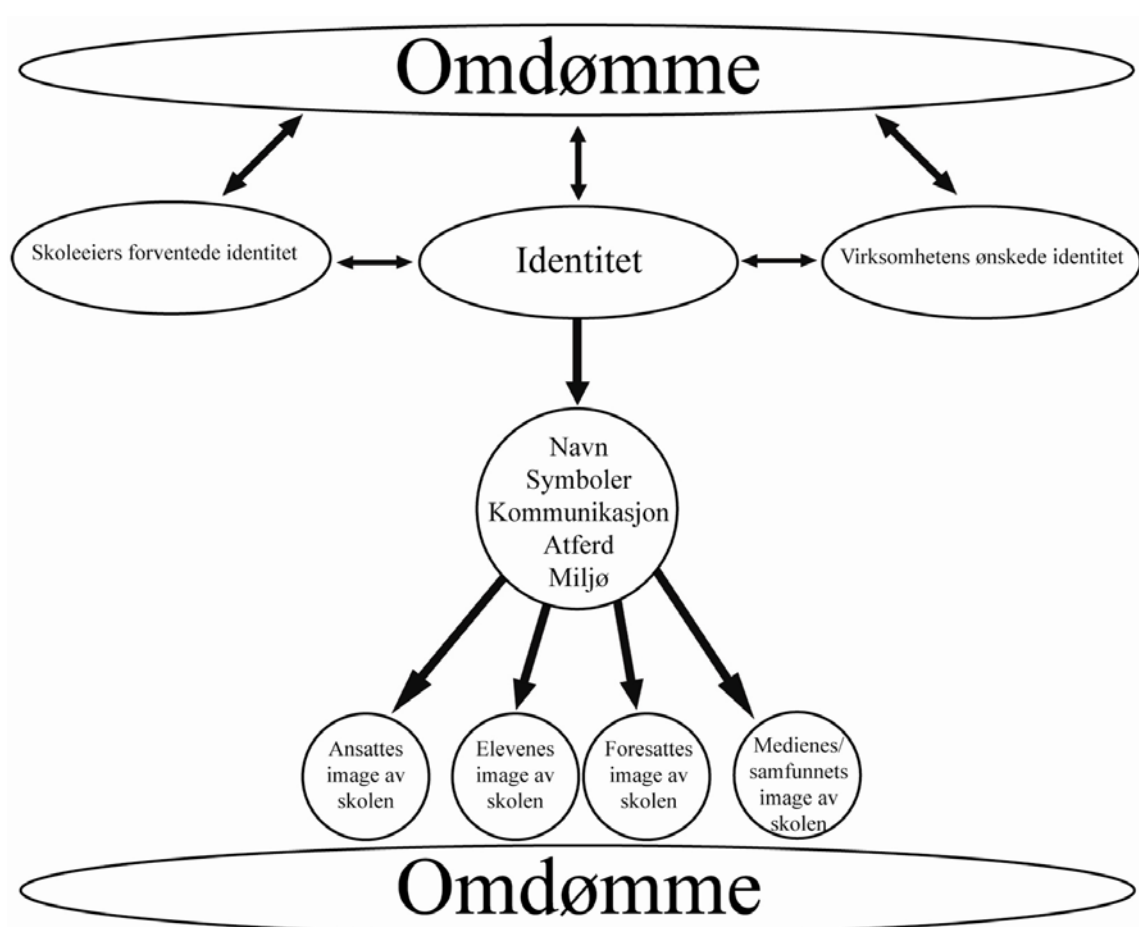 Omdømme
Skoleeiers forventede identitet
Identitet
Virksomhetens ønskede identitet
Navn
Symboler
Kommunikasjon
Atferd
Miljø
Ansattes
image av
skolen
Elevenes
image av
skolen
Foresattes
image av
skolen
Medienes/
samfunnets
image av
skolen
Omdømme